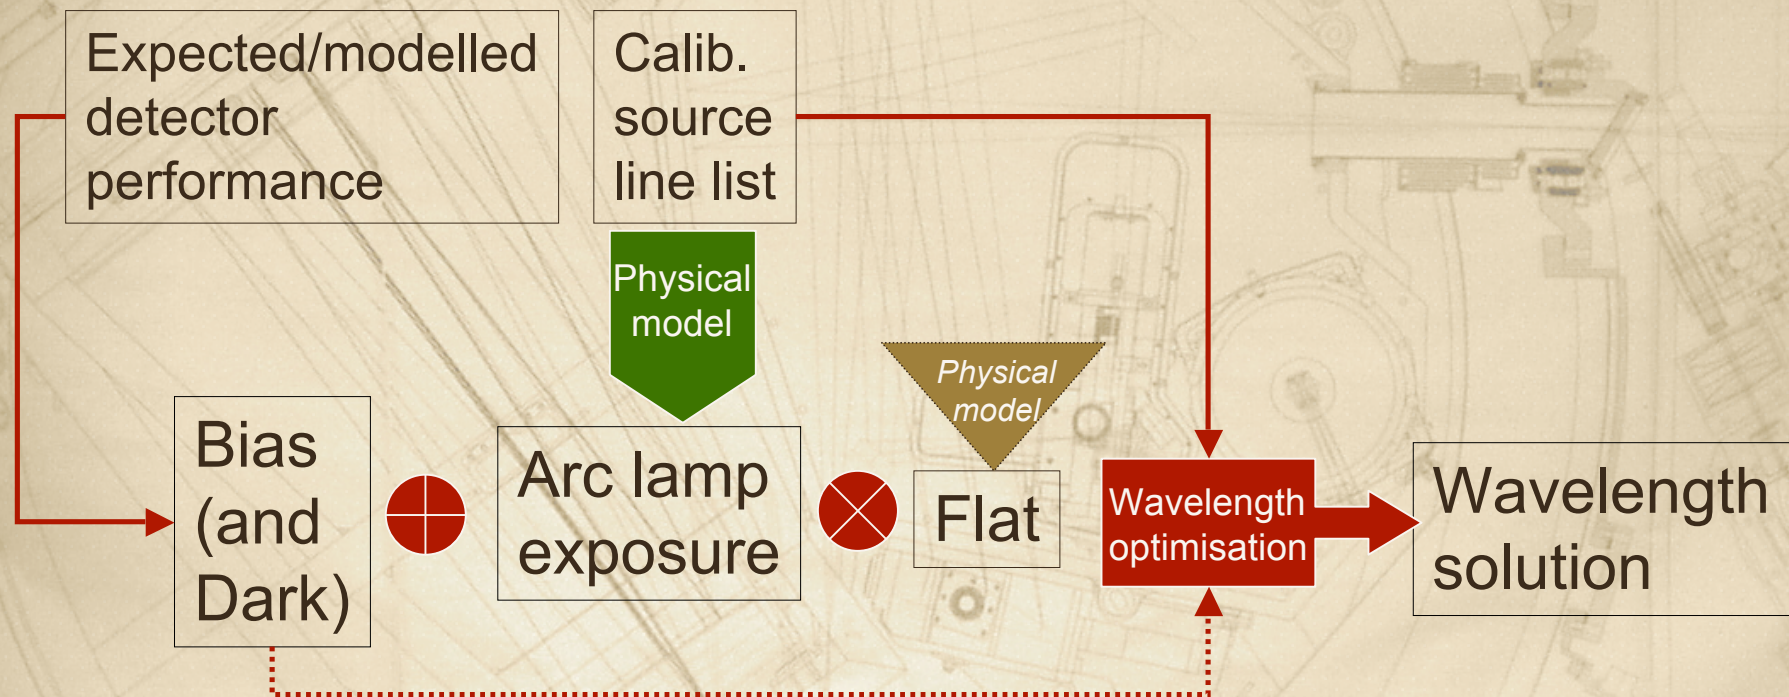 Expected/modelled
detector
performance
Calib.
source
line list
Physical
model
Physical
model
Bias
(and
Dark)
Arc lamp
exposure
Flat
Wavelength
optimisation
Wavelength
solution